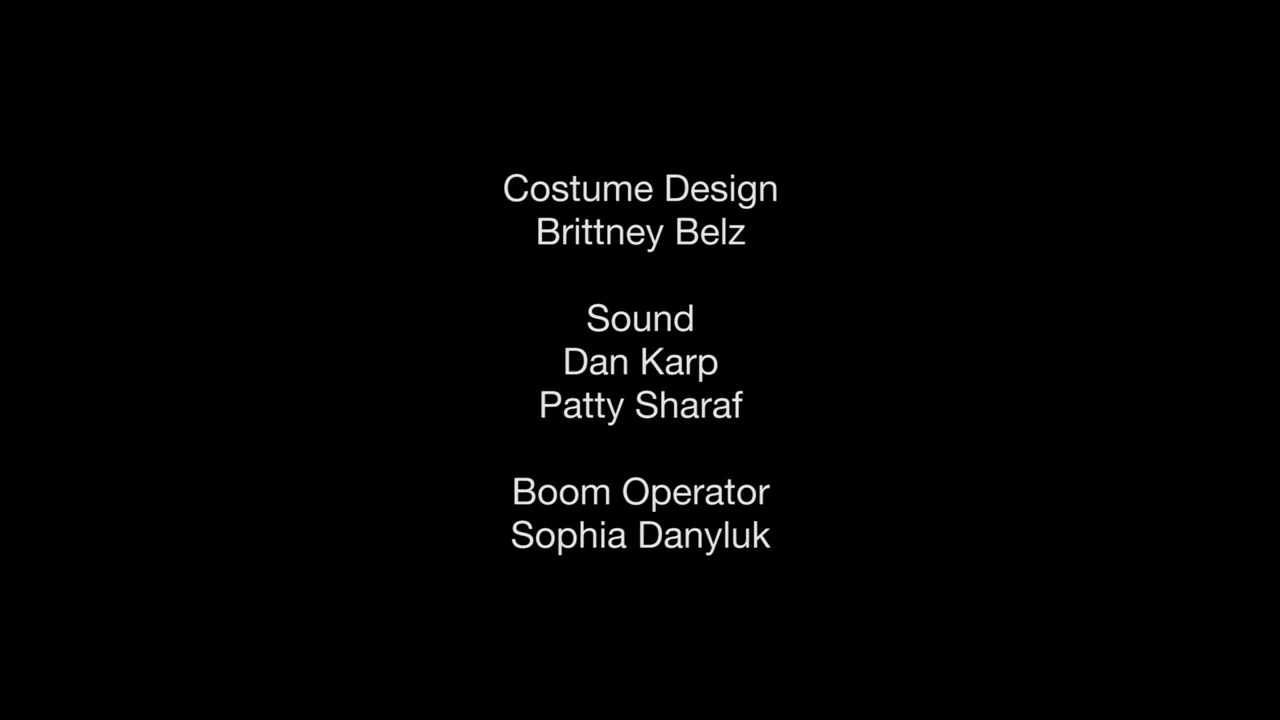 Costume Design
Brittney Belz
Sound
Dan Karp
Patty Sharaf
Boom Operator
Sophia Danyluk